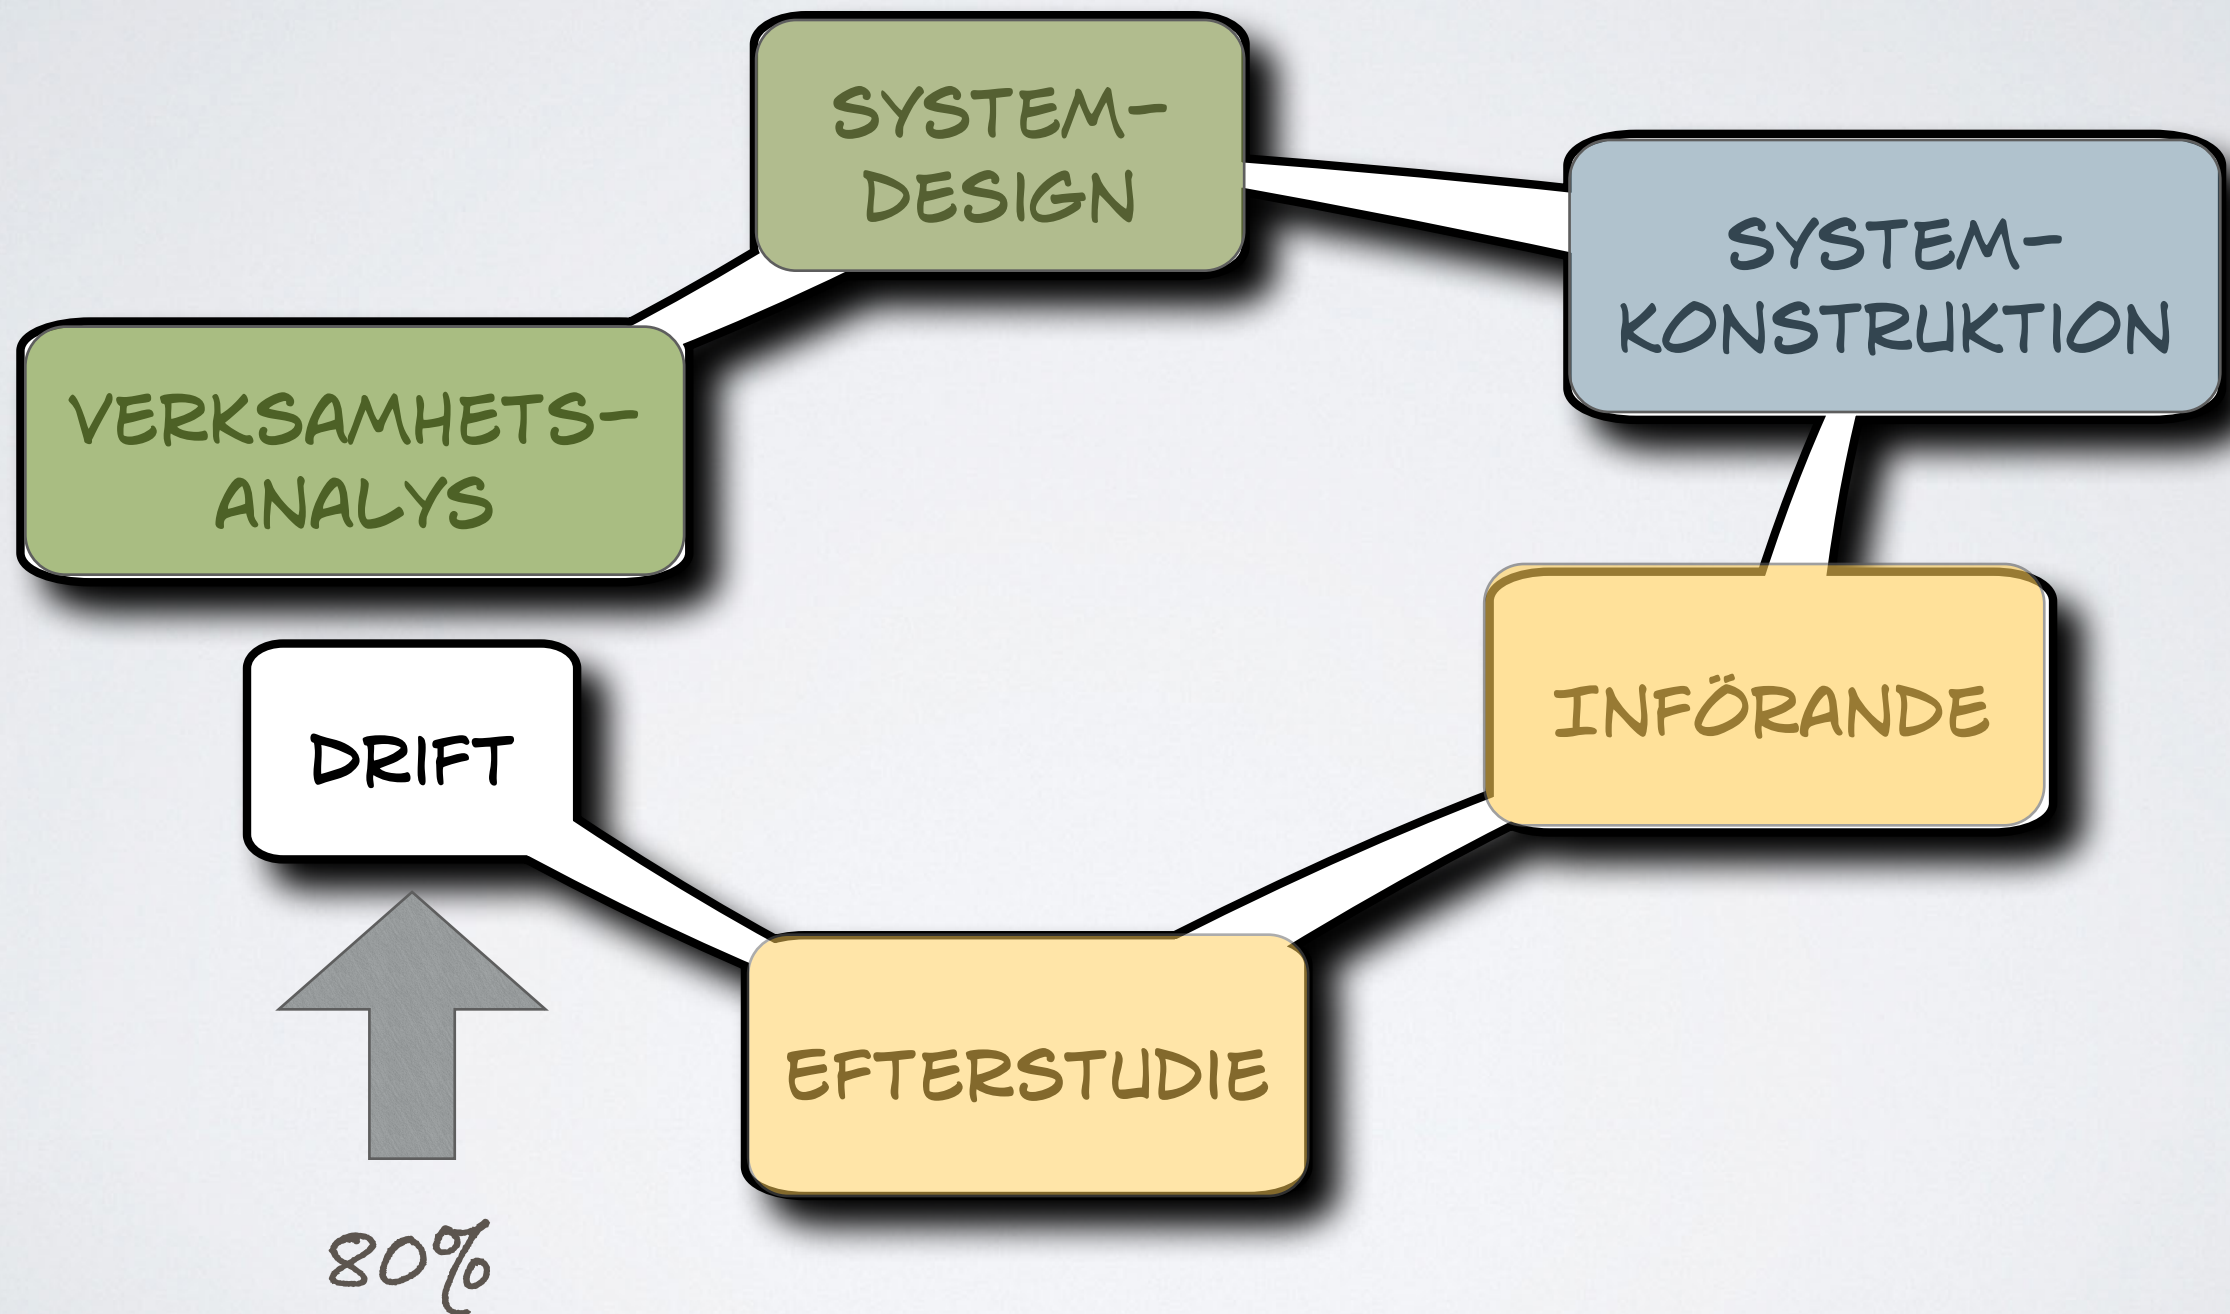 SYSTEM-
DESIGN
SYSTEM-
KONSTRUKTION
VERKSAMHETS-
ANALYS
INFÖRANDE
DRIFT
EFTERSTUDIE
80%